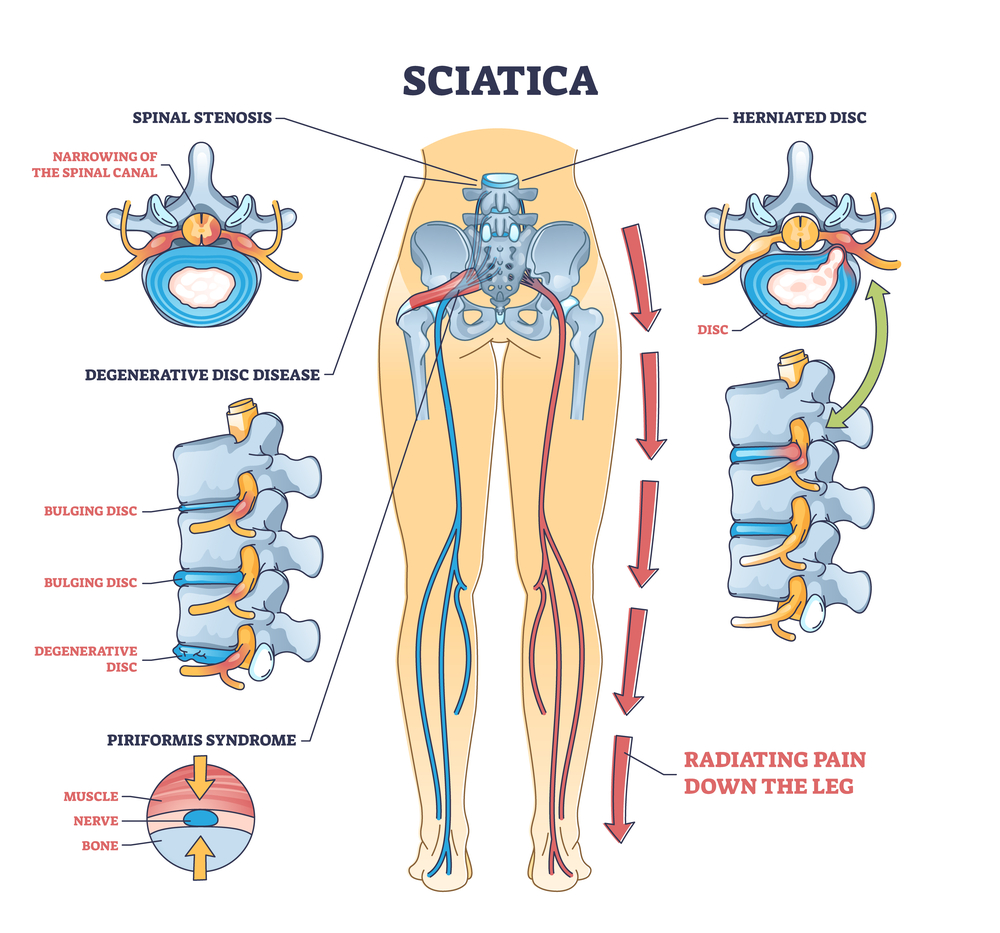 SCIATICA
SPINAL STENOSIS
HERNIATED DISC
NARROWING OF
THE SPINAL CANAL
DISC
DEGENERATIVE DISC DISEASE
BULGING DISC
BULGING DISC
DEGENERATIVE
DISC
PIRIFORMIS SYNDROME
MUSCLE
NERVE
BONE
RADIATING PAIN
DOWN THE LEG